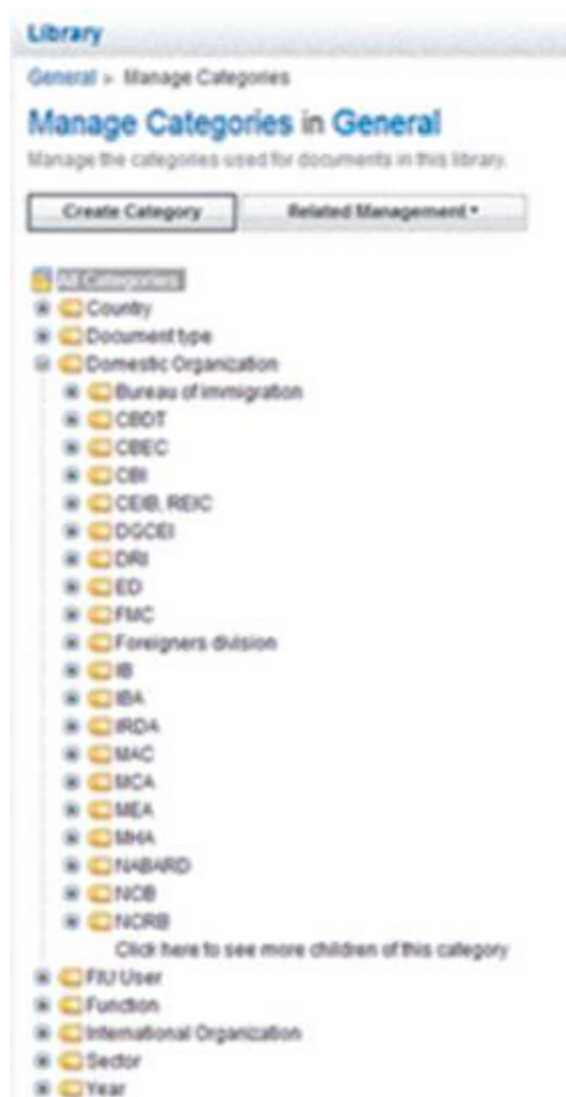 Library
General > Manage Categories
Manage Categories in General
Manage the categories used for documents in this library.
Create Category Related Management
All Categories
Country
Document type
Domestic Organization
Bureau of immigration
CBDT
CBEC
CBI
CEIB, REIC
DGCEI
DRI
ED
FMC
Foreigners division
IB
IBA
IRDA
MAC
MCA
MEA
MHA
NABARD
NCB
NCRB
Click here to see more children of this category
FIU User
Function
International Organization
Sector
Year